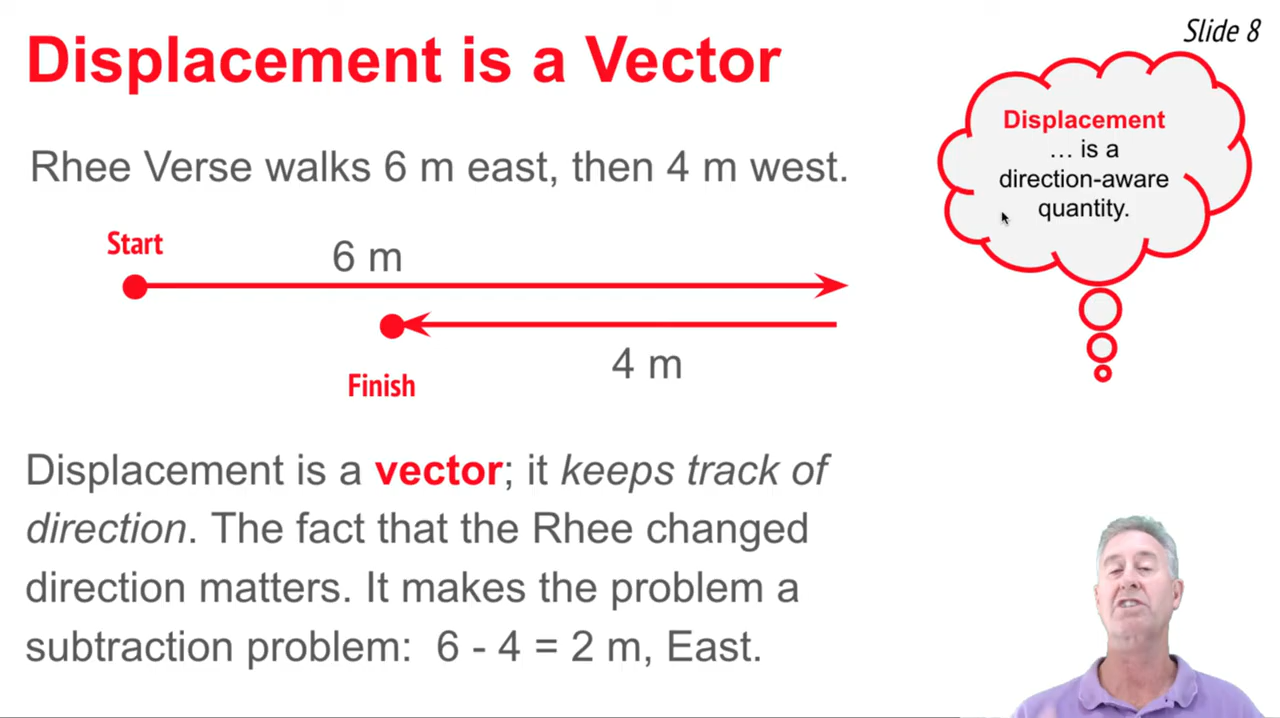 Slide 8
Displacement is a Vector
Rhee Verse walks 6 m east, then 4 m west.
Displacement
... is a
direction-aware
quantity.
Start
6 m
4 m
Finish
Displacement is a vector; it keeps track of
direction. The fact that the Rhee changed
direction matters. It makes the problem a
subtraction problem:  6 - 4 = 2 m, East.